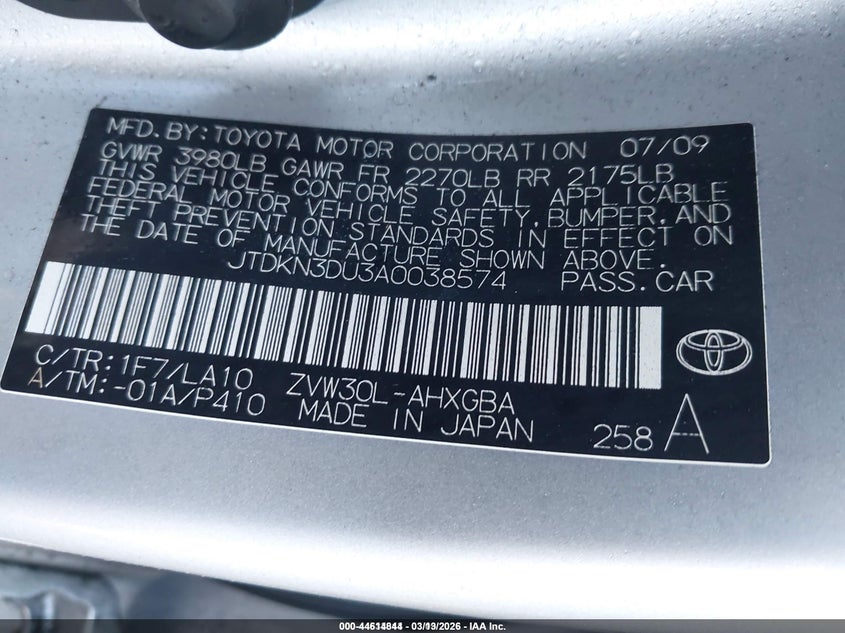 MFD.BY:TOYOTA MOTOR CORPORATION 07/09
GVWR 3980LB GAWR FR 2270LB RR 2175LB
THIS VEHICLE CONFORMS TO ALL APPLICABLE
FEDERAL MOTOR VEHICLE SAFETY,BUMPER,AND
THEFT PREVENTION STANDARDS IN EFFECT ON
THE DATE OF MANUFACTURE SHOWN ABOVE.
JTDKN3DU3A0038574 PASS.CAR
C/TR:1F7/LA10 ZVW30L-AHXGBA
A/TM:-01A/P410 MADE IN JAPAN 258 A
000-44614844 - 03/19/2026 - IAA Inc.